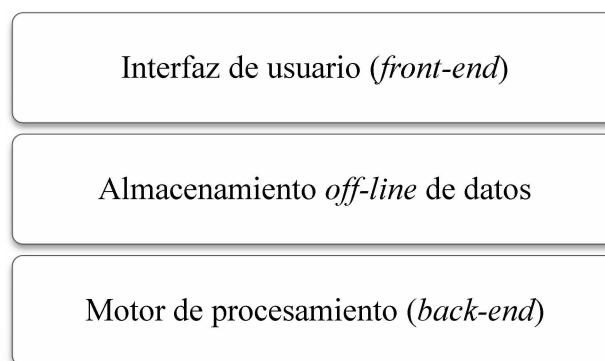 Interfaz de usuario (front-end)
Almacenamiento off-line de datos
Motor de procesamiento (back-end)